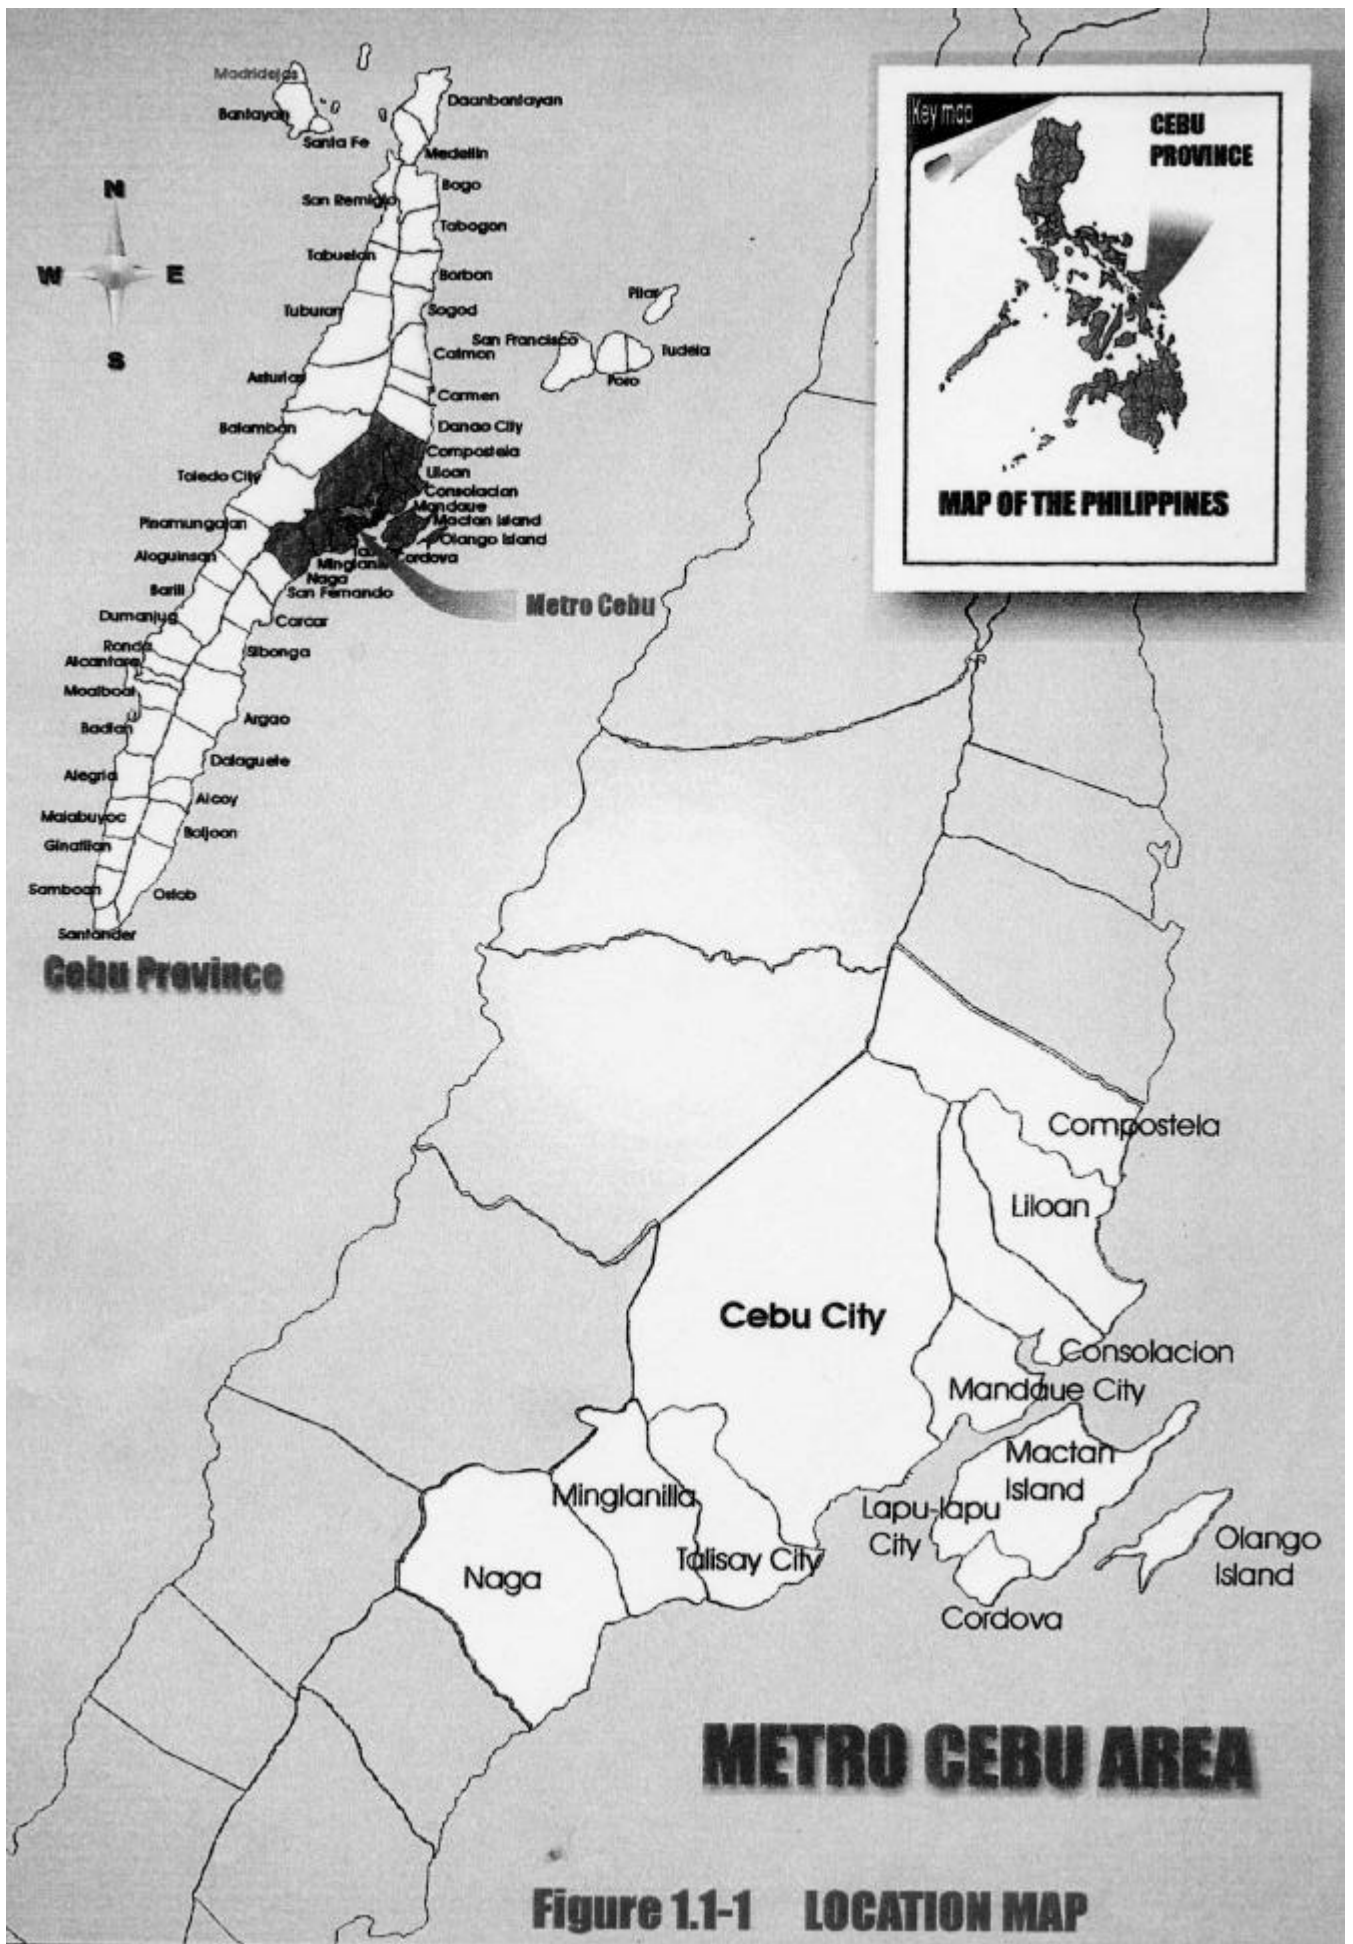 Madridejos
Bantayan
Santa Fe
Daanbantayan
Medellin
San Remigio
Bogo
Tabogon
Tabuelan
Borbon
Tuburan
Sogod
Pilar
San Francisco
Tudela
Poro
Catmon
Asturias
Carmen
Balamban
Danao City
Compostela
Toledo City
Liloan
Consolacion
Mandaue
Pinamungajan
Mactan Island
Olango Island
Aloguinsan
Cordova
Minglanilla
Naga
Barili
San Fernando
Metro Cebu
Dumanjug
Carcar
Ronda
Sibonga
Alcantara
Moalboal
Argao
Badian
Dalaguete
Alegria
Alcoy
Malabuyoc
Boljoon
Ginatilan
Samboan
Oslob
Santander
Cebu Province
N
W
E
S
Key map
CEBU
PROVINCE
MAP OF THE PHILIPPINES
Compostela
Liloan
Cebu City
Consolacion
Mandaue City
Mactan
Island
Minglanilla
Lapu-lapu
City
Talisay City
Olango
Island
Naga
Cordova
METRO CEBU AREA
Figure 1.1-1 LOCATION MAP